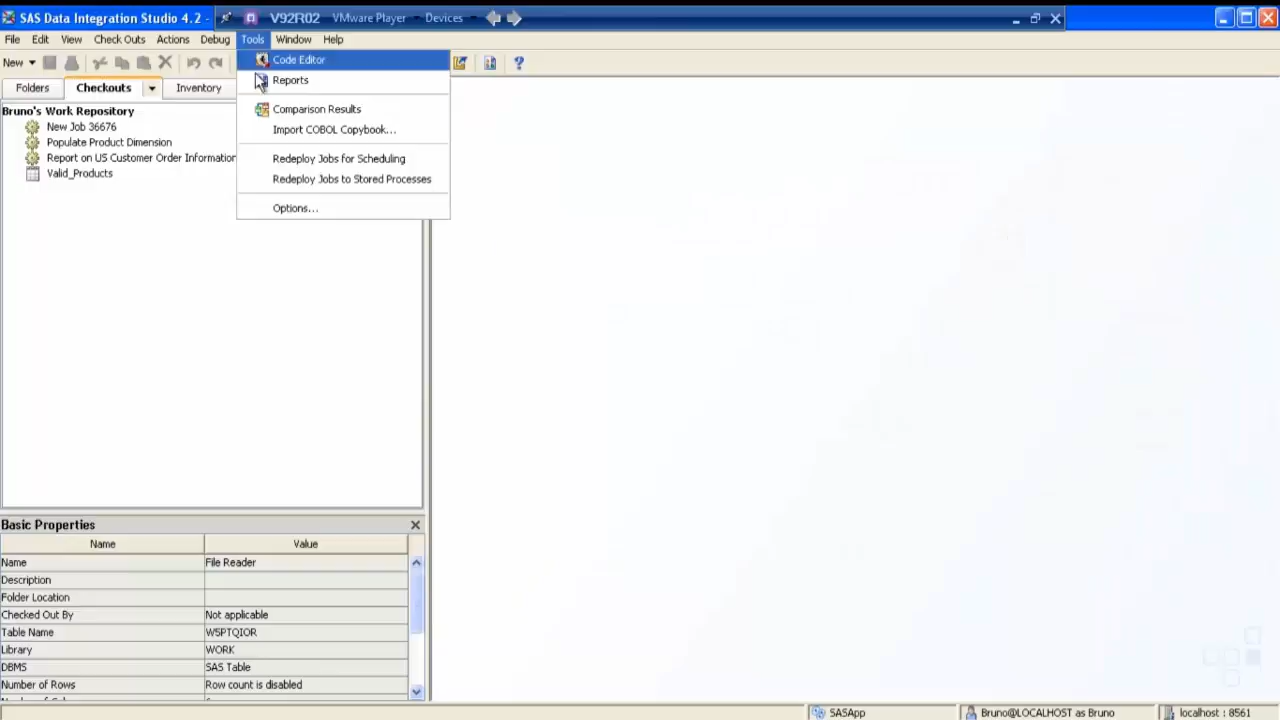 SAS Data Integration Studio 4.2 -
V92R02 VMware Player Devices
File Edit View Check Outs Actions Debug Tools Window Help
New
Code Editor
Reports
Comparison Results
Import COBOL Copybook...
Redeploy Jobs for Scheduling
Redeploy Jobs to Stored Processes
Options...
Folders Checkouts Inventory
Bruno's Work Repository
New Job 36676
Populate Product Dimension
Report on US Customer Order Information
Valid_Products
Basic Properties
Name Value
Name File Reader
Description
Folder Location
Checked Out By Not applicable
Table Name W5PTQIOR
Library WORK
DBMS SAS Table
Number of Rows Row count is disabled
SASApp Bruno@LOCALHOST as Bruno localhost : 8561